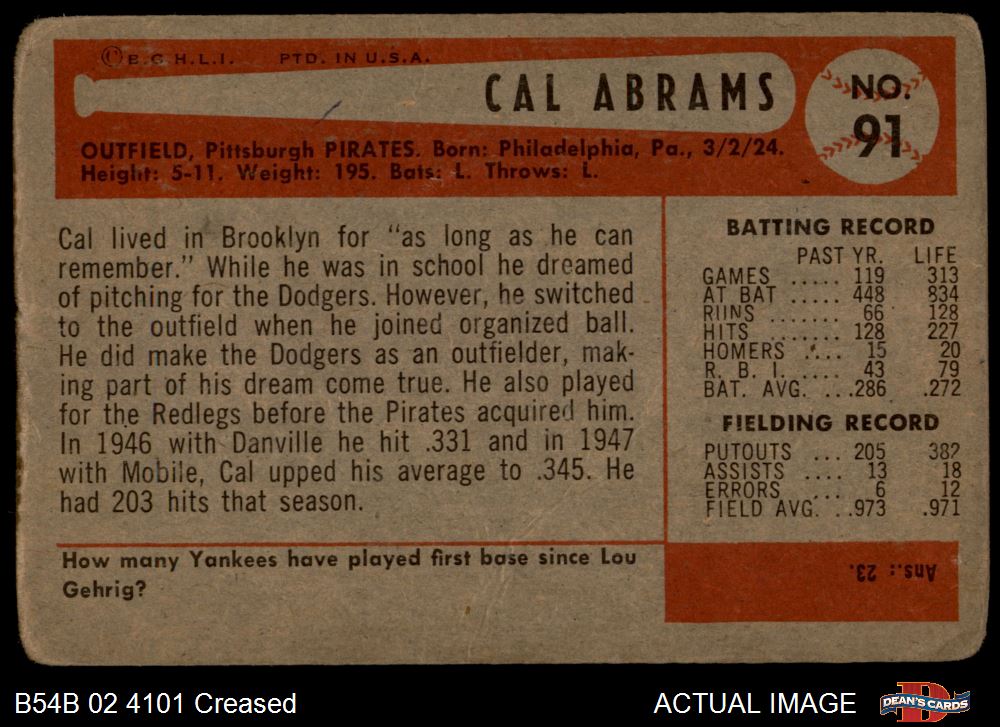 ©B.G.H.L.I. PTD. IN U.S.A.
CAL ABRAMS
NO.
91
OUTFIELD, Pittsburgh PIRATES. Born: Philadelphia, Pa., 3/2/24.
Height: 5-11. Weight: 195. Bats: L. Throws: L.
Cal lived in Brooklyn for “as long as he can
remember.” While he was in school he dreamed
of pitching for the Dodgers. However, he switched
to the outfield when he joined organized ball.
He did make the Dodgers as an outfielder, mak-
ing part of his dream come true. He also played
for the Redlegs before the Pirates acquired him.
In 1946 with Danville he hit .331 and in 1947
with Mobile, Cal upped his average to .345. He
had 203 hits that season.
BATTING RECORD
PAST YR. LIFE
GAMES ..... 119 313
AT BAT ..... 448 834
RUNS ....... 66 128
HITS ....... 128 227
HOMERS .... 15 20
R. B. I. .... 43 79
BAT. AVG. ...286 .272
FIELDING RECORD
PUTOUTS ... 205 382
ASSISTS .... 13 18
ERRORS ... 6 12
FIELD AVG. ..973 .971
How many Yankees have played first base since Lou
Gehrig?
Ans.: 23.
B54B 02 4101 Creased
ACTUAL IMAGE
DEAN'S CARDS